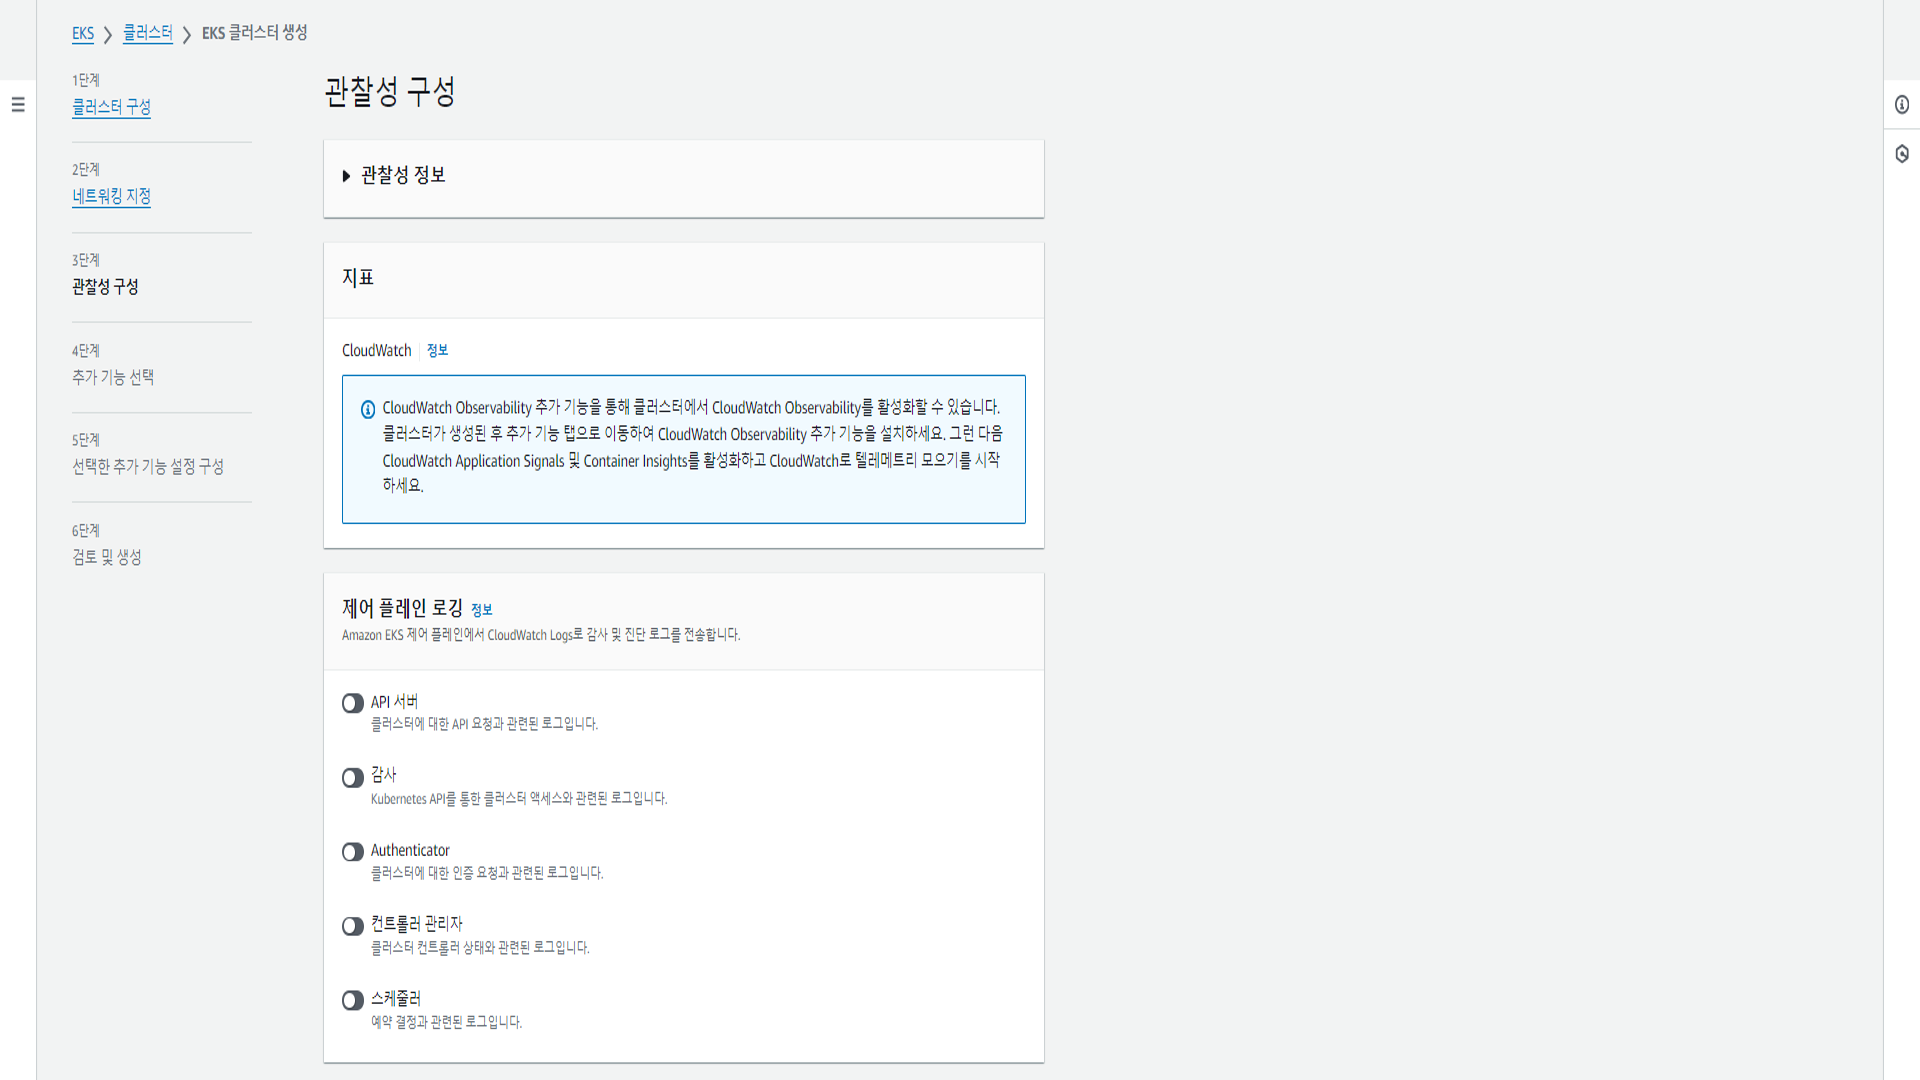 EKS 클러스터 EKS 클러스터 생성
1단계
클러스터 구성
2단계
네트워킹 지정
3단계
관찰성 구성
4단계
추가 기능 선택
5단계
선택한 추가 기능 설정 구성
6단계
검토 및 생성
관찰성 구성
관찰성 정보
지표
CloudWatch 정보
CloudWatch Observability 추가 기능을 통해 클러스터에서 CloudWatch Observability를 활성화할 수 있습니다.
클러스터가 생성된 후 추가 기능 탭으로 이동하여 CloudWatch Observability 추가 기능을 설치하세요. 그런 다음
CloudWatch Application Signals 및 Container Insights를 활성화하고 CloudWatch로 텔레메트리 모으기를 시작
하세요.
제어 플레인 로깅 정보
Amazon EKS 제어 플레인에서 CloudWatch Logs로 감사 및 진단 로그를 전송합니다.
API 서버
클러스터에 대한 API 요청과 관련된 로그입니다.
감사
Kubernetes API를 통한 클러스터 액세스와 관련된 로그입니다.
Authenticator
클러스터에 대한 인증 요청과 관련된 로그입니다.
컨트롤러 관리자
클러스터 컨트롤러 상태와 관련된 로그입니다.
스케줄러
예약 결정과 관련된 로그입니다.